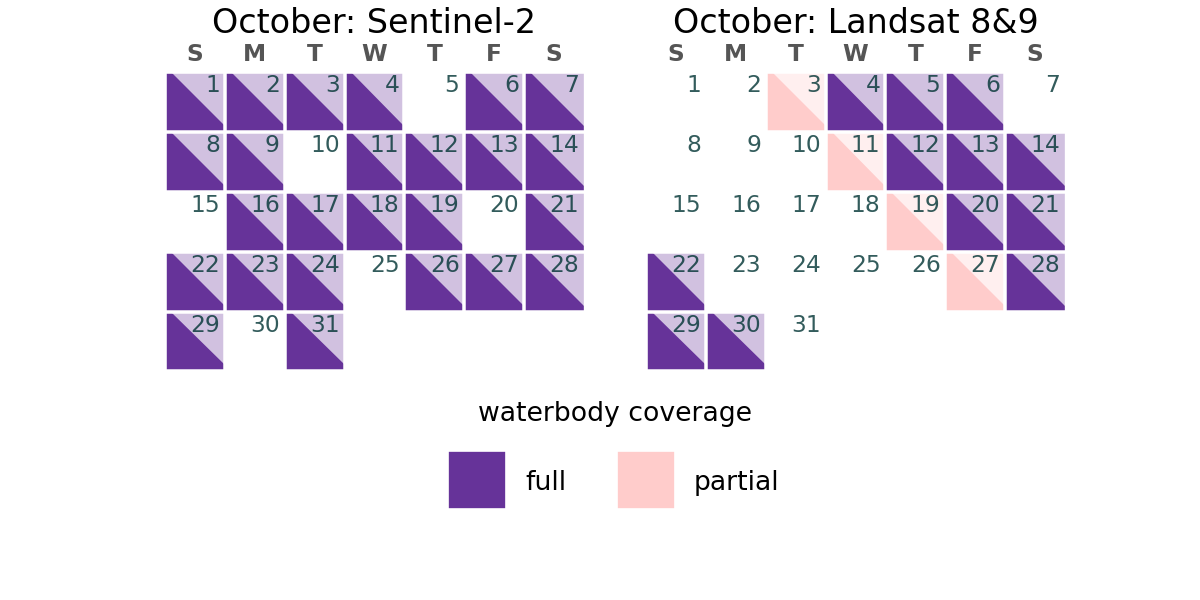 October: Sentinel-2
S M T W T F S
1 2 3 4 5 6 7
8 9 10 11 12 13 14
15 16 17 18 19 20 21
22 23 24 25 26 27 28
29 30 31
October: Landsat 8&9
S M T W T F S
1 2 3 4 5 6 7
8 9 10 11 12 13 14
15 16 17 18 19 20 21
22 23 24 25 26 27 28
29 30 31
waterbody coverage
full
partial